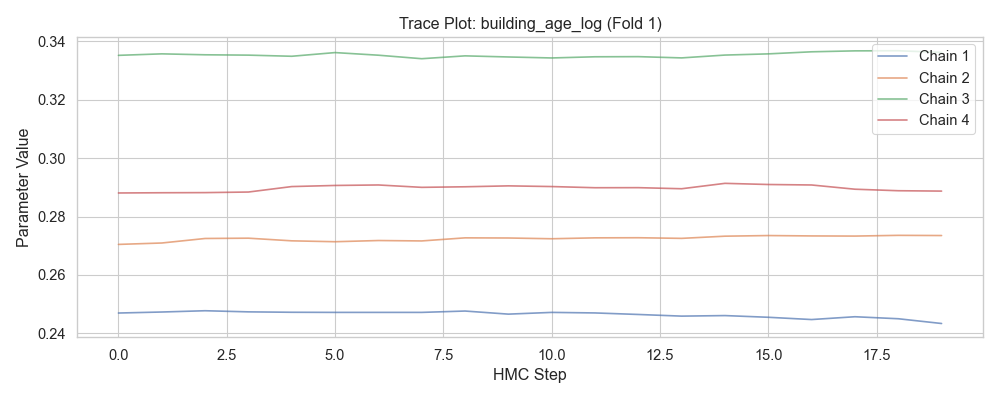 Trace Plot: building_age_log (Fold 1)
Parameter Value
0.34
0.32
0.30
0.28
0.26
0.24
Chain 1
Chain 2
Chain 3
Chain 4
0.0 2.5 5.0 7.5 10.0 12.5 15.0 17.5
HMC Step